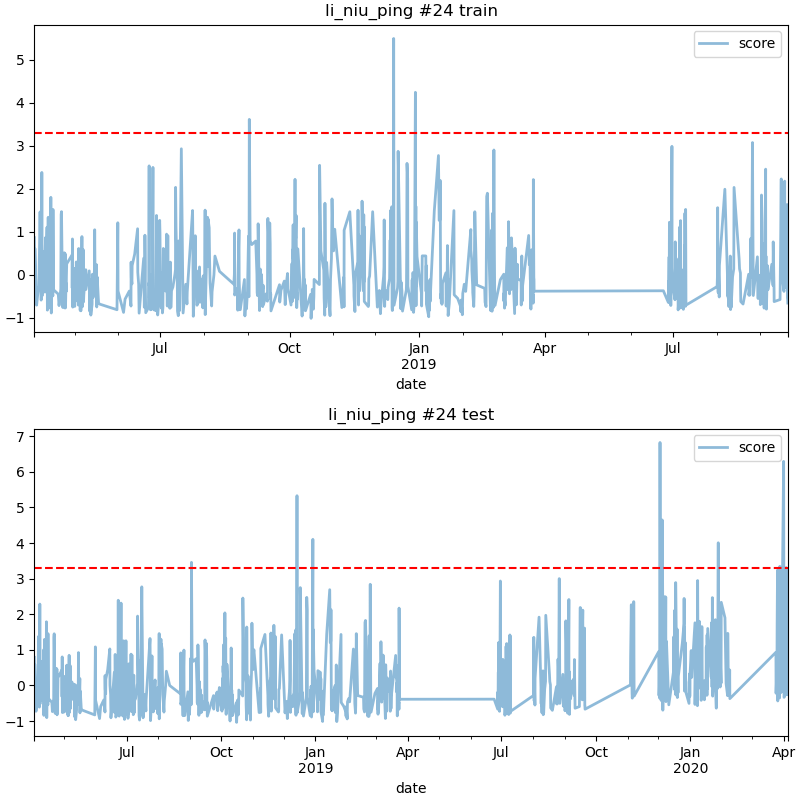 li_niu_ping #24 train
score
5
4
3
2
1
0
−1
Jul
Oct
Jan
2019
Apr
Jul
date
li_niu_ping #24 test
score
7
6
5
4
3
2
1
0
−1
Jul
Oct
Jan
2019
Apr
Jul
Oct
Jan
2020
Apr
date